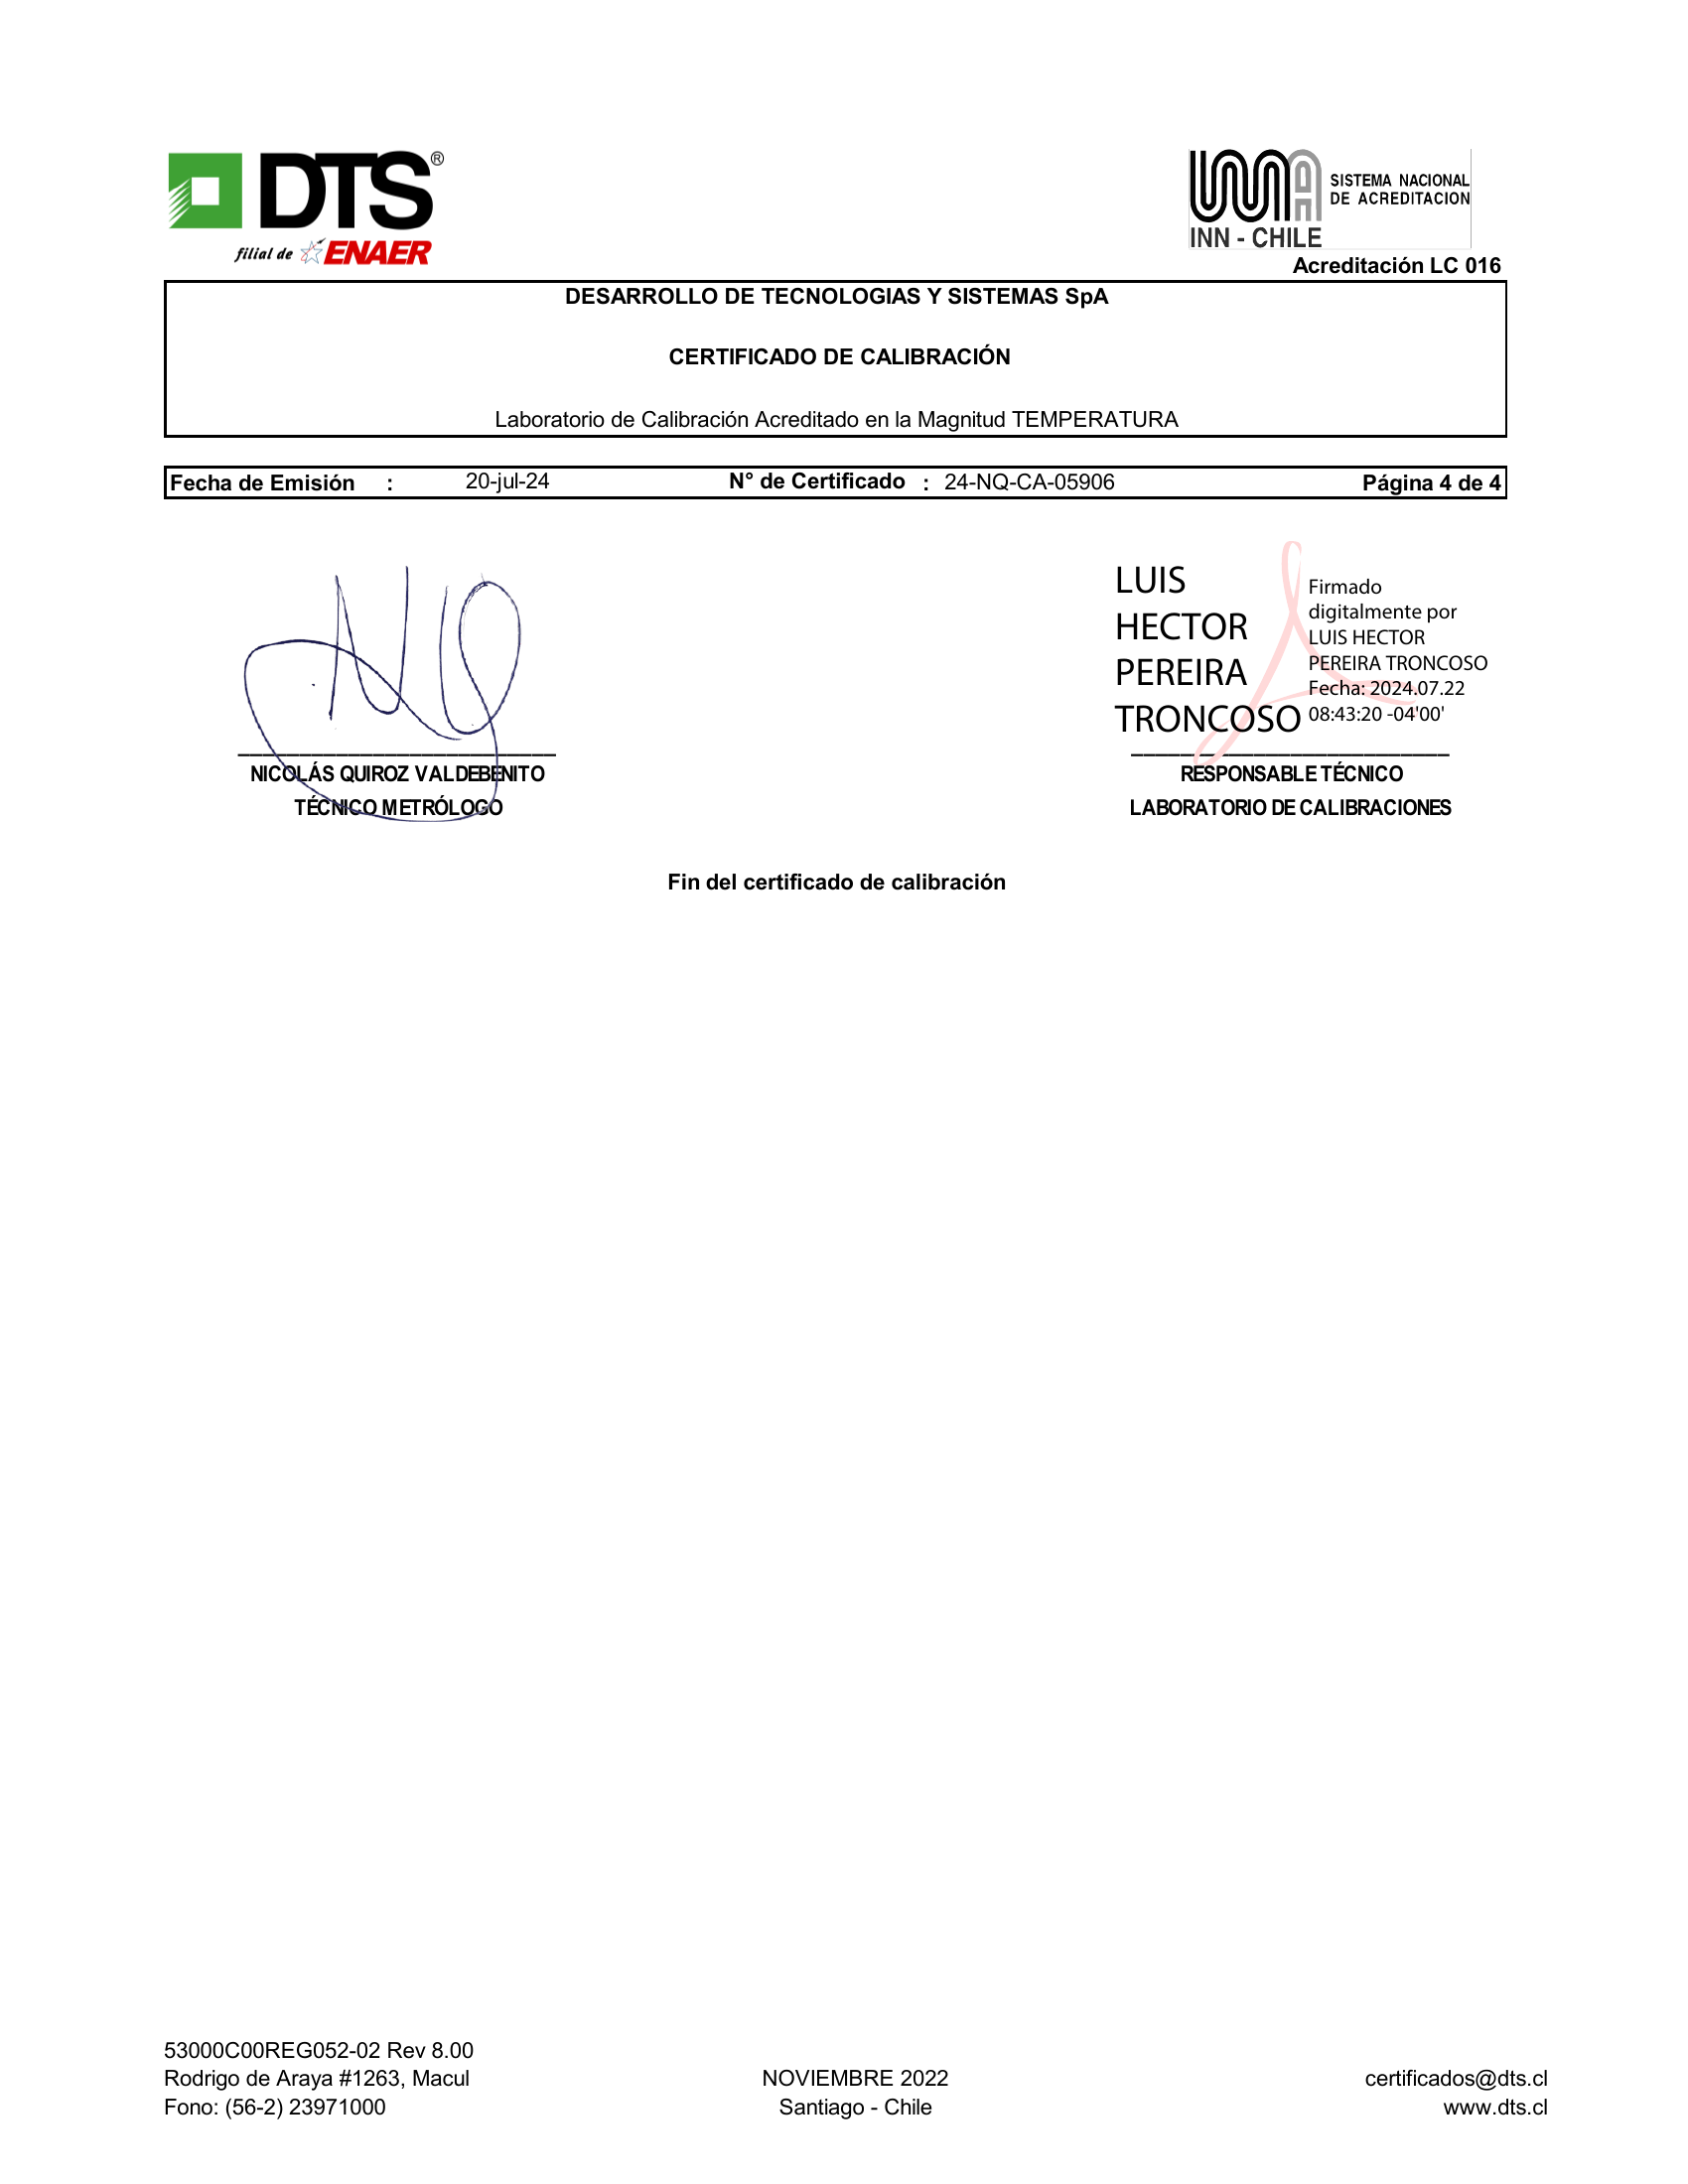 DTS®
filial de ENAER
INN - CHILE
SISTEMA NACIONAL
DE ACREDITACION
Acreditación LC 016
DESARROLLO DE TECNOLOGIAS Y SISTEMAS SpA
CERTIFICADO DE CALIBRACIÓN
Laboratorio de Calibración Acreditado en la Magnitud TEMPERATURA
Fecha de Emisión : 20-jul-24 N° de Certificado : 24-NQ-CA-05906 Página 4 de 4
LUIS
HECTOR
PEREIRA
TRONCOSO
Firmado
digitalmente por
LUIS HECTOR
PEREIRA TRONCOSO
Fecha: 2024.07.22
08:43:20 -04'00'
NICOLÁS QUIROZ VALDEBENITO
TÉCNICO METRÓLOGO
RESPONSABLE TÉCNICO
LABORATORIO DE CALIBRACIONES
Fin del certificado de calibración
53000C00REG052-02 Rev 8.00
Rodrigo de Araya #1263, Macul NOVIEMBRE 2022 certificados@dts.cl
Fono: (56-2) 23971000 Santiago - Chile www.dts.cl